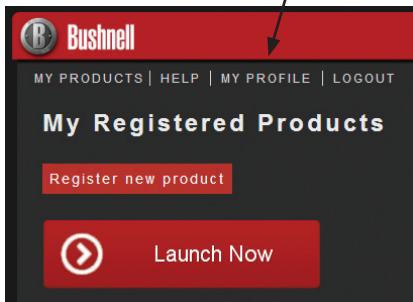 B Bushnell
MY PRODUCTS | HELP | MY PROFILE | LOGOUT
My Registered Products
Register new product
Launch Now